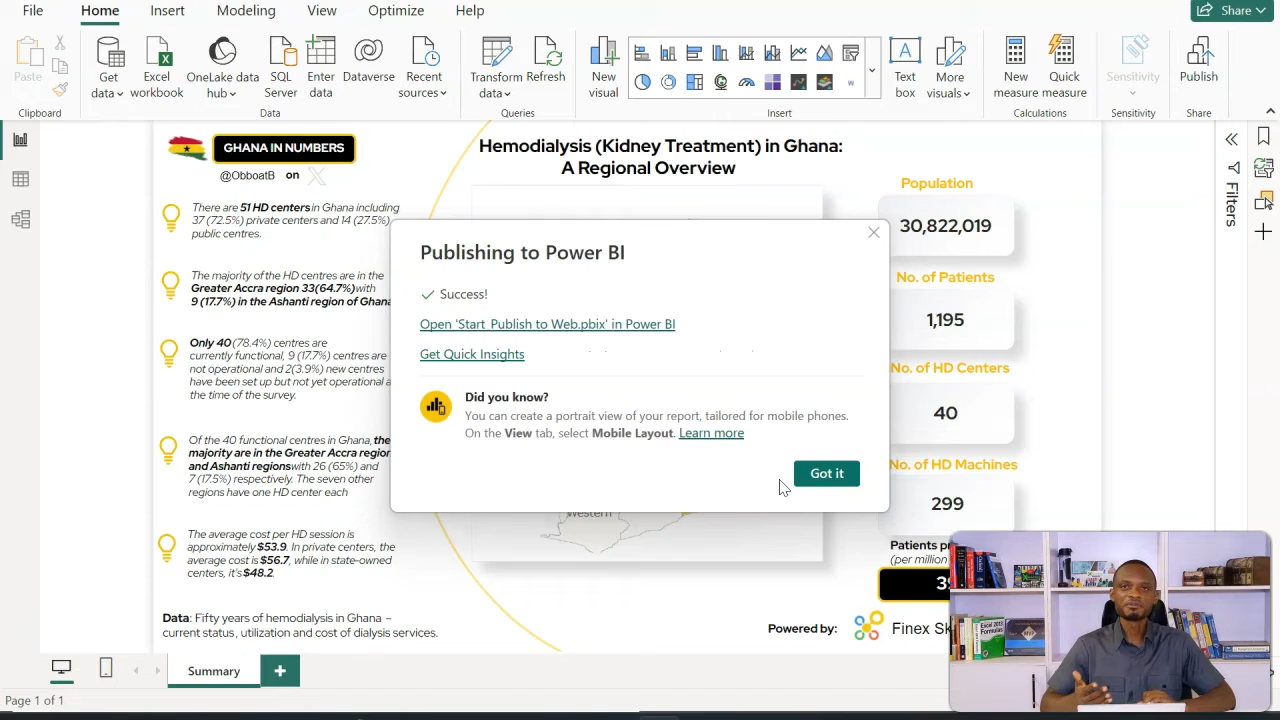 File Home Insert Modeling View Optimize Help Share
Paste
Get data
Excel workbook
OneLake data hub
SQL Server
Enter data
Dataverse
Recent sources
Transform data
Refresh
New visual
Text box
More visuals
New measure
Quick measure
Sensitivity
Publish
Clipboard Data Queries Insert Calculations Sensitivity Share
GHANA IN NUMBERS
@ObboatB on X
Hemodialysis (Kidney Treatment) in Ghana:
A Regional Overview
There are 51 HD centers in Ghana including
37 (72.5%) private centers and 14 (27.5%)
public centres.
The majority of the HD centres are in the
Greater Accra region 33(64.7%)with
9 (17.7%) in the Ashanti region of Ghana
Only 40 (78.4%) centres are
currently functional, 9 (17.7%) centres are
not operational and 2(3.9%) new centres
have been set up but not yet operational a
the time of the survey.
Of the 40 functional centres in Ghana, the
majority are in the Greater Accra region
and Ashanti regions with 26 (65%) and
7 (17.5%) respectively. The seven other
regions have one HD center each
The average cost per HD session is
approximately $53.9. In private centers, the
average cost is $56.7, while in state-owned
centers, it's $48.2.
Data: Fifty years of hemodialysis in Ghana –
current status, utilization and cost of dialysis services.
Publishing to Power BI
Success!
Open 'Start_Publish to Web.pbix' in Power BI
Get Quick Insights
Did you know?
You can create a portrait view of your report, tailored for mobile phones.
On the View tab, select Mobile Layout. Learn more
Got it
Western
Population
30,822,019
No. of Patients
1,195
No. of HD Centers
40
No. of HD Machines
299
Patients p
(per million
Powered by: Finex Sk
Filters
Summary
Page 1 of 1
Excel 2013
Formulas